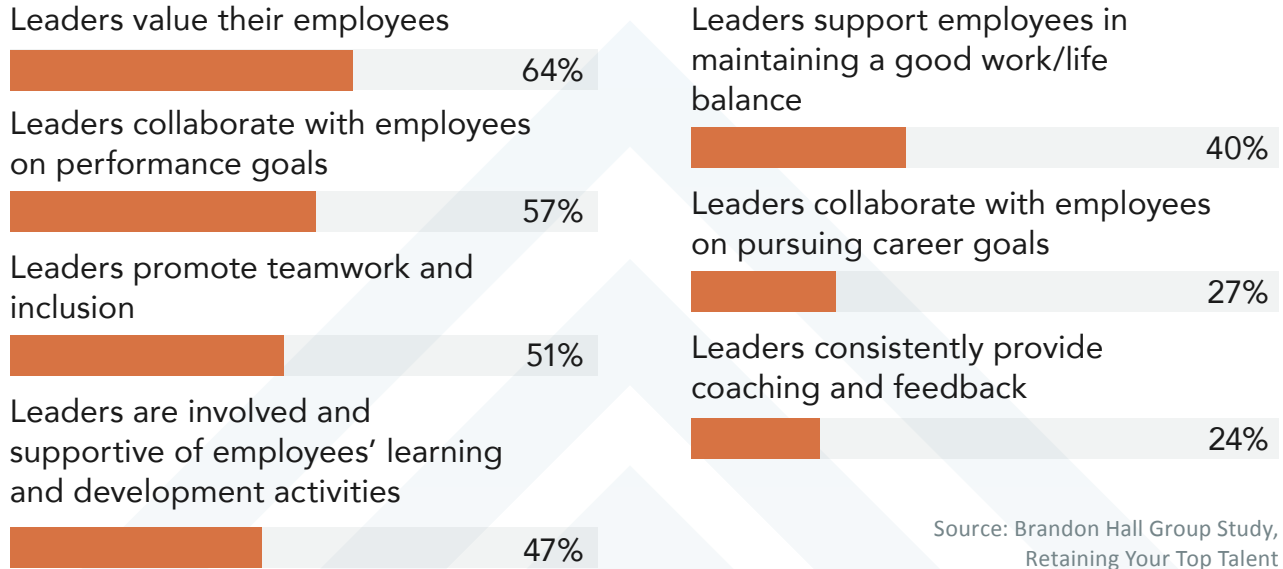 Leaders value their employees
64%
Leaders collaborate with employees
on performance goals
57%
Leaders promote teamwork and
inclusion
51%
Leaders are involved and
supportive of employees’ learning
and development activities
47%
Leaders support employees in
maintaining a good work/life
balance
40%
Leaders collaborate with employees
on pursuing career goals
27%
Leaders consistently provide
coaching and feedback
24%
Source: Brandon Hall Group Study,
Retaining Your Top Talent